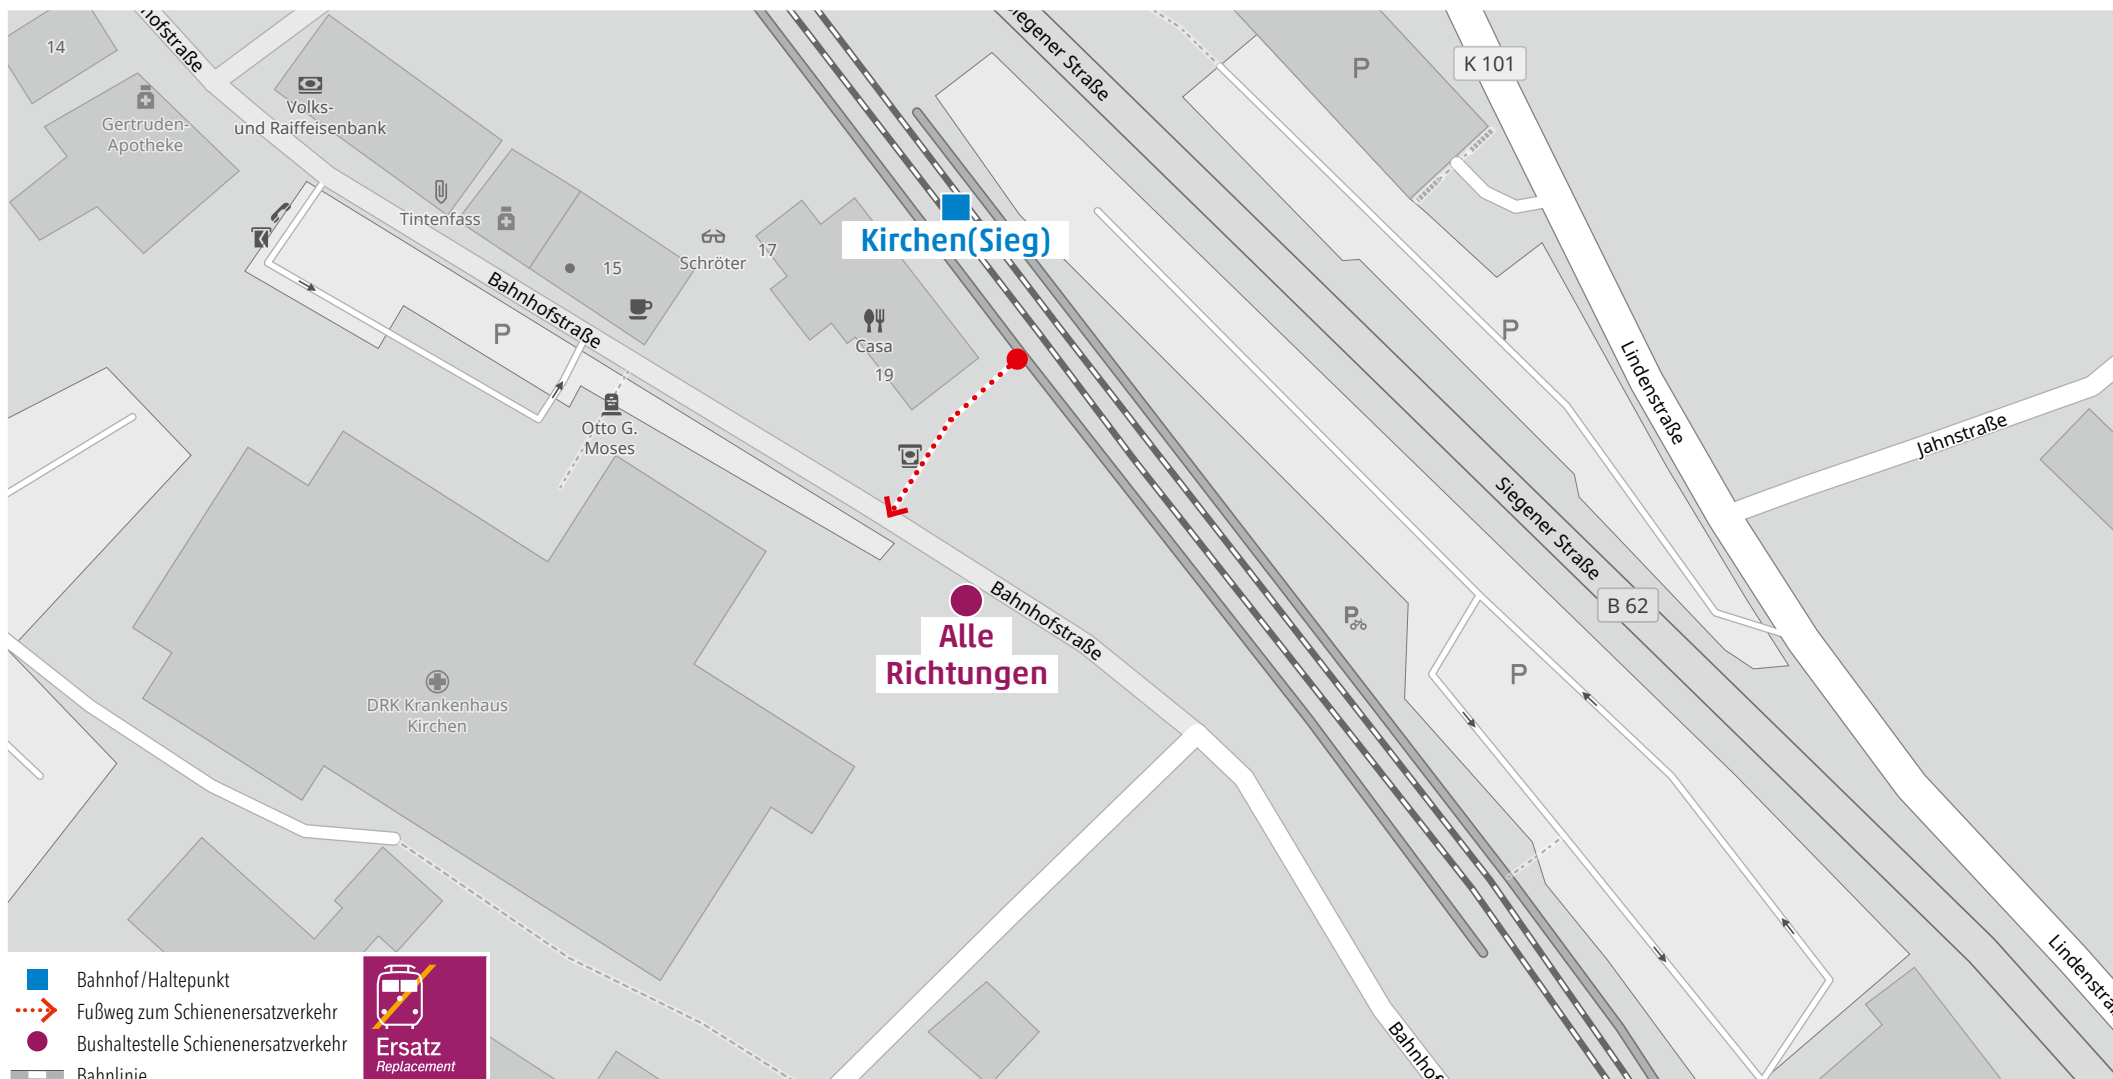 hofstraße
14
Gertruden-
Apotheke
Volks-
und Raiffeisenbank
Tintenfass
15
Schröter
17
Bahnhofstraße
P
Casa
19
Otto G.
Moses
Kirchen(Sieg)
Siegener Straße
P
K 101
P
Lindenstraße
Jahnstraße
Siegener Straße
B 62
P
P
Alle
Richtungen
Bahnhofstraße
DRK Krankenhaus
Kirchen
Lindenstra
Bahnhof
Bahnhof/Haltepunkt
Fußweg zum Schienenersatzverkehr
Bushaltestelle Schienenersatzverkehr
Bahnlinie
Ersatz
Replacement